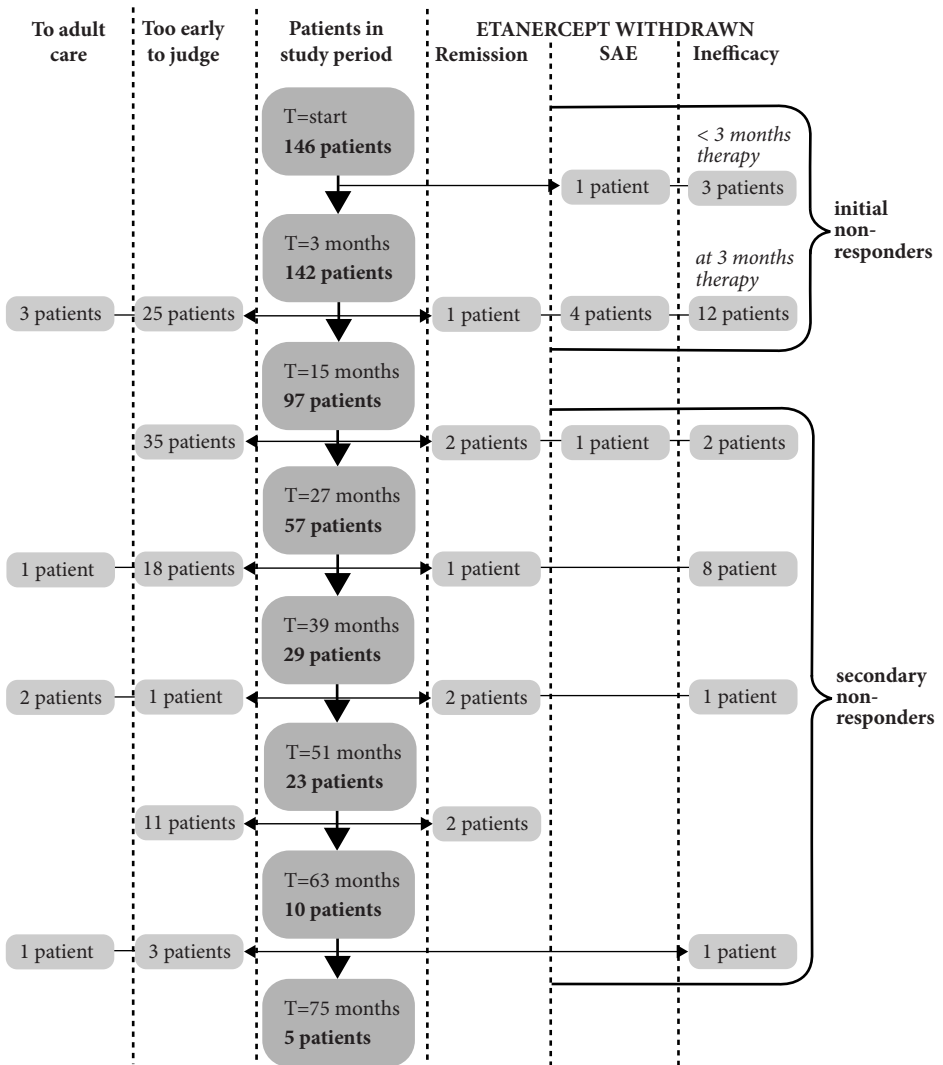 To adult
care
Too early
to judge
Patients in
study period
ETANERCEPT WITHDRAWN
Remission
SAE
Inefficacy
T=start
146 patients
< 3 months
therapy
1 patient
3 patients
initial
non-
responders
T=3 months
142 patients
at 3 months
therapy
3 patients
25 patients
1 patient
4 patients
12 patients
T=15 months
97 patients
35 patients
2 patients
1 patient
2 patients
T=27 months
57 patients
1 patient
18 patients
1 patient
8 patient
T=39 months
29 patients
2 patients
1 patient
2 patients
1 patient
secondary
non-
responders
T=51 months
23 patients
11 patients
2 patients
T=63 months
10 patients
1 patient
3 patients
1 patient
T=75 months
5 patients